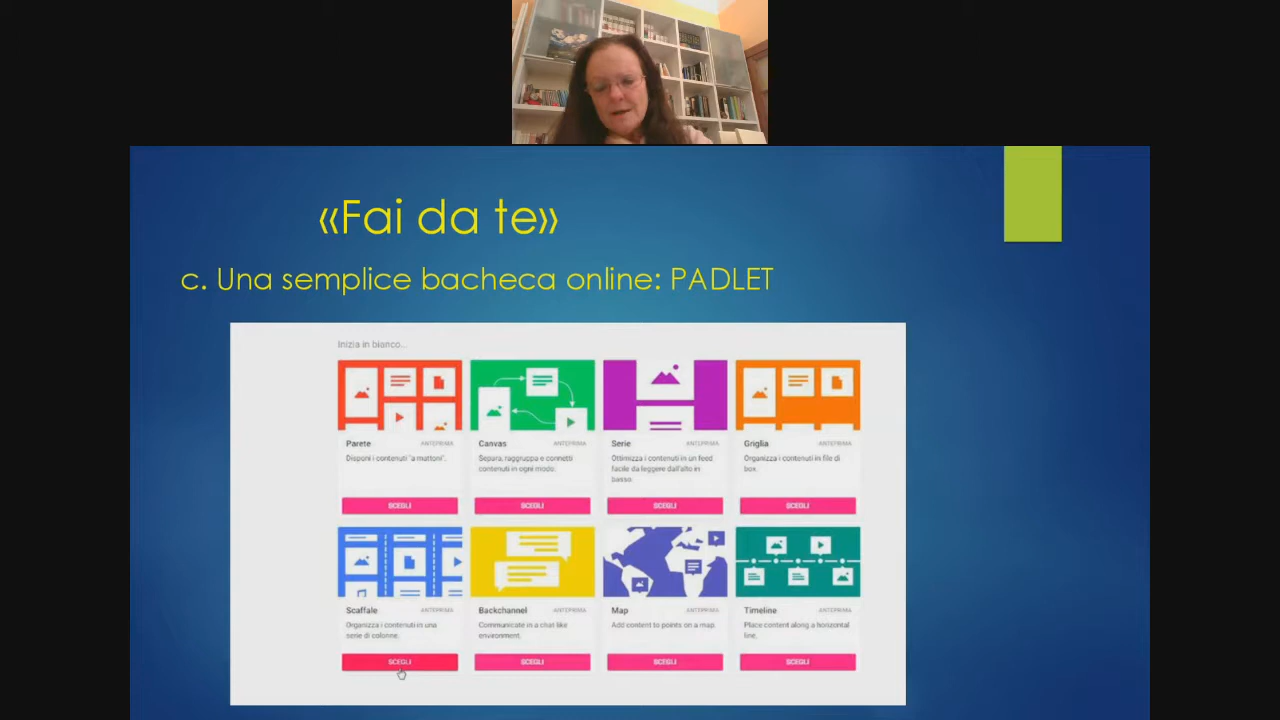 «Fai da te»
c. Una semplice bacheca online: PADLET
Inizia in bianco...
Parete ANTEPRIMA
Disponi i contenuti "a mattoni".
SCEGLI
Canvas ANTEPRIMA
Separa, raggruppa e connetti
contenuti in ogni modo.
SCEGLI
Serie ANTEPRIMA
Ottimizza i contenuti in un feed
facile da leggere dall'alto in
basso.
SCEGLI
Griglia ANTEPRIMA
Organizza i contenuti in file di
box.
SCEGLI
Scaffale ANTEPRIMA
Organizza i contenuti in una
serie di colonne.
SCEGLI
Backchannel ANTEPRIMA
Communicate in a chat like
environment.
SCEGLI
Map ANTEPRIMA
Add content to points on a map.
SCEGLI
Timeline ANTEPRIMA
Place content along a horizontal
line.
SCEGLI